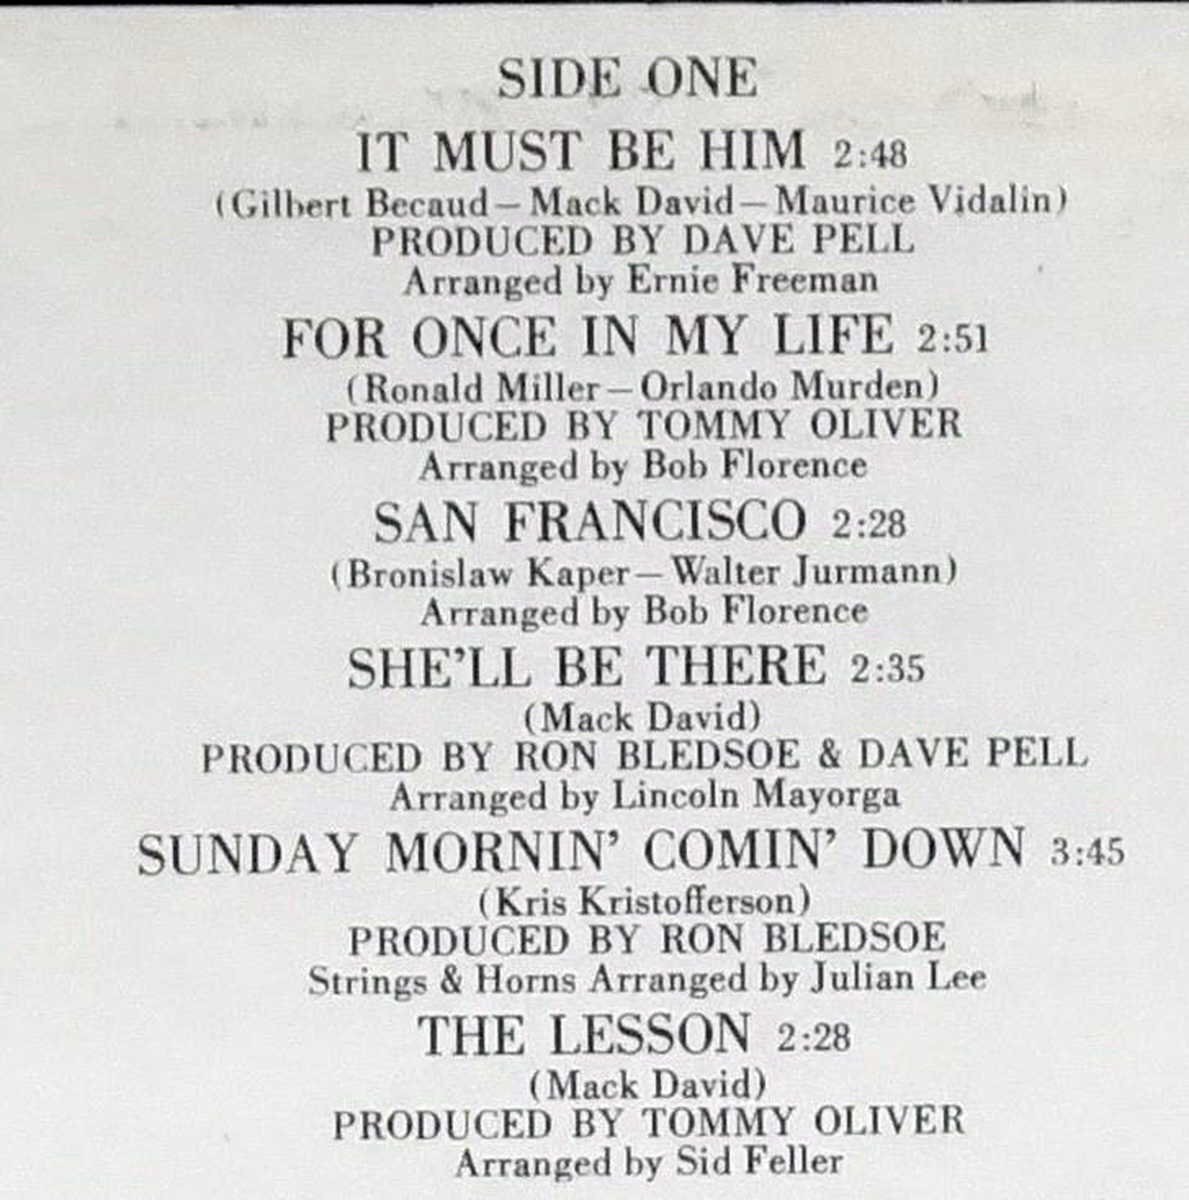 SIDE ONE
IT MUST BE HIM 2:48
(Gilbert Becaud—Mack David—Maurice Vidalin)
PRODUCED BY DAVE PELL
Arranged by Ernie Freeman
FOR ONCE IN MY LIFE 2:51
(Ronald Miller—Orlando Murden)
PRODUCED BY TOMMY OLIVER
Arranged by Bob Florence
SAN FRANCISCO 2:28
(Bronislaw Kaper—Walter Jurmann)
Arranged by Bob Florence
SHE'LL BE THERE 2:35
(Mack David)
PRODUCED BY RON BLEDSOE & DAVE PELL
Arranged by Lincoln Mayorga
SUNDAY MORNIN' COMIN' DOWN 3:45
(Kris Kristofferson)
PRODUCED BY RON BLEDSOE
Strings & Horns Arranged by Julian Lee
THE LESSON 2:28
(Mack David)
PRODUCED BY TOMMY OLIVER
Arranged by Sid Feller